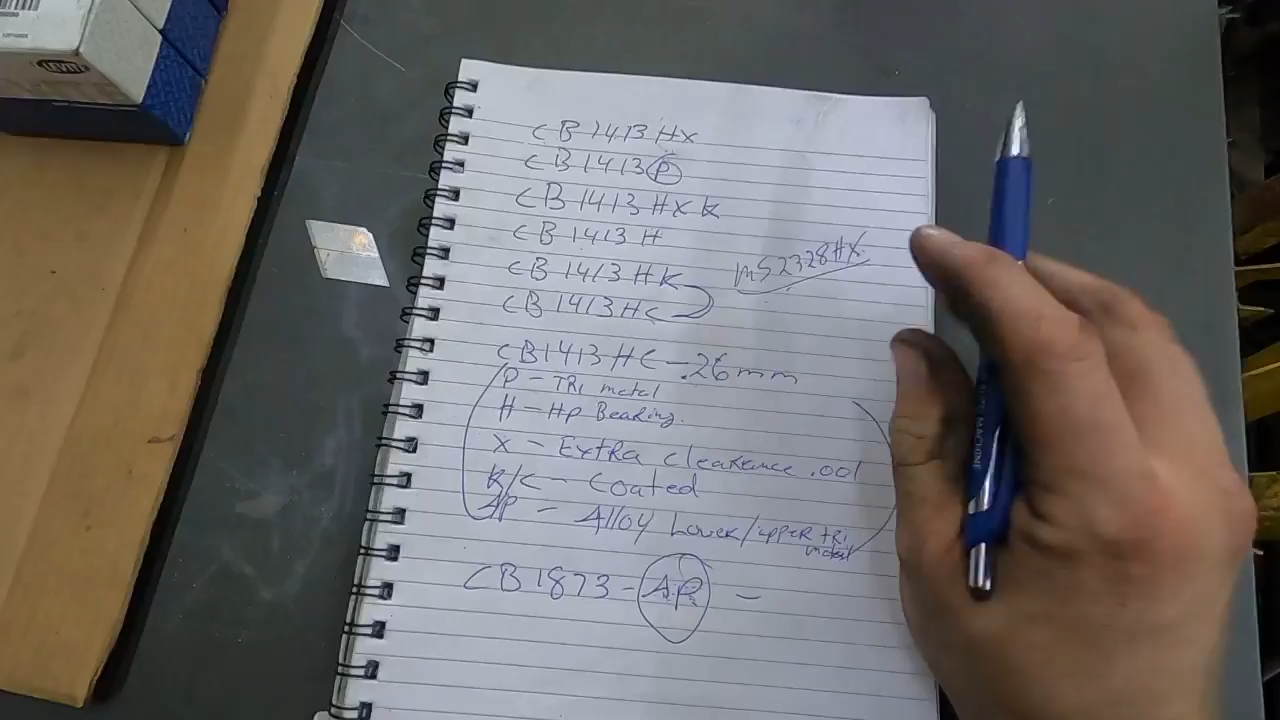 CB1413HX
CB1413P
CB1413HXK
CB1413H
CB1413HK
CB1413HC
MS2328HX
CB1413HC-.26mm
P - TRi metal
H - HP Bearing.
X - Extra clearance .001
K/C - Coated
AP - Alloy Lower/upper tRi metal
CB1873-AP -